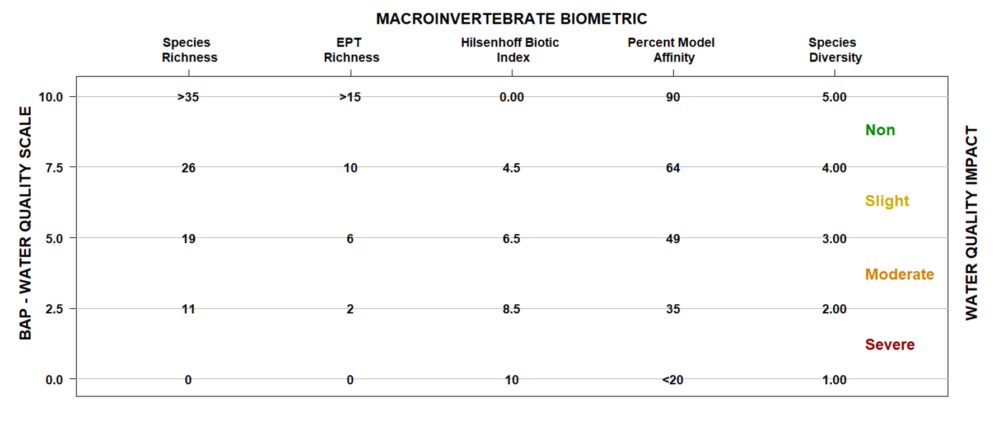 MACROINVERTEBRATE BIOMETRIC
Species Richness
EPT Richness
Hilsenhoff Biotic Index
Percent Model Affinity
Species Diversity
BAP - WATER QUALITY SCALE
10.0 >35 >15 0.00 90 5.00
Non
7.5 26 10 4.5 64 4.00
Slight
5.0 19 6 6.5 49 3.00
Moderate
2.5 11 2 8.5 35 2.00
Severe
0.0 0 0 10 <20 1.00
WATER QUALITY IMPACT